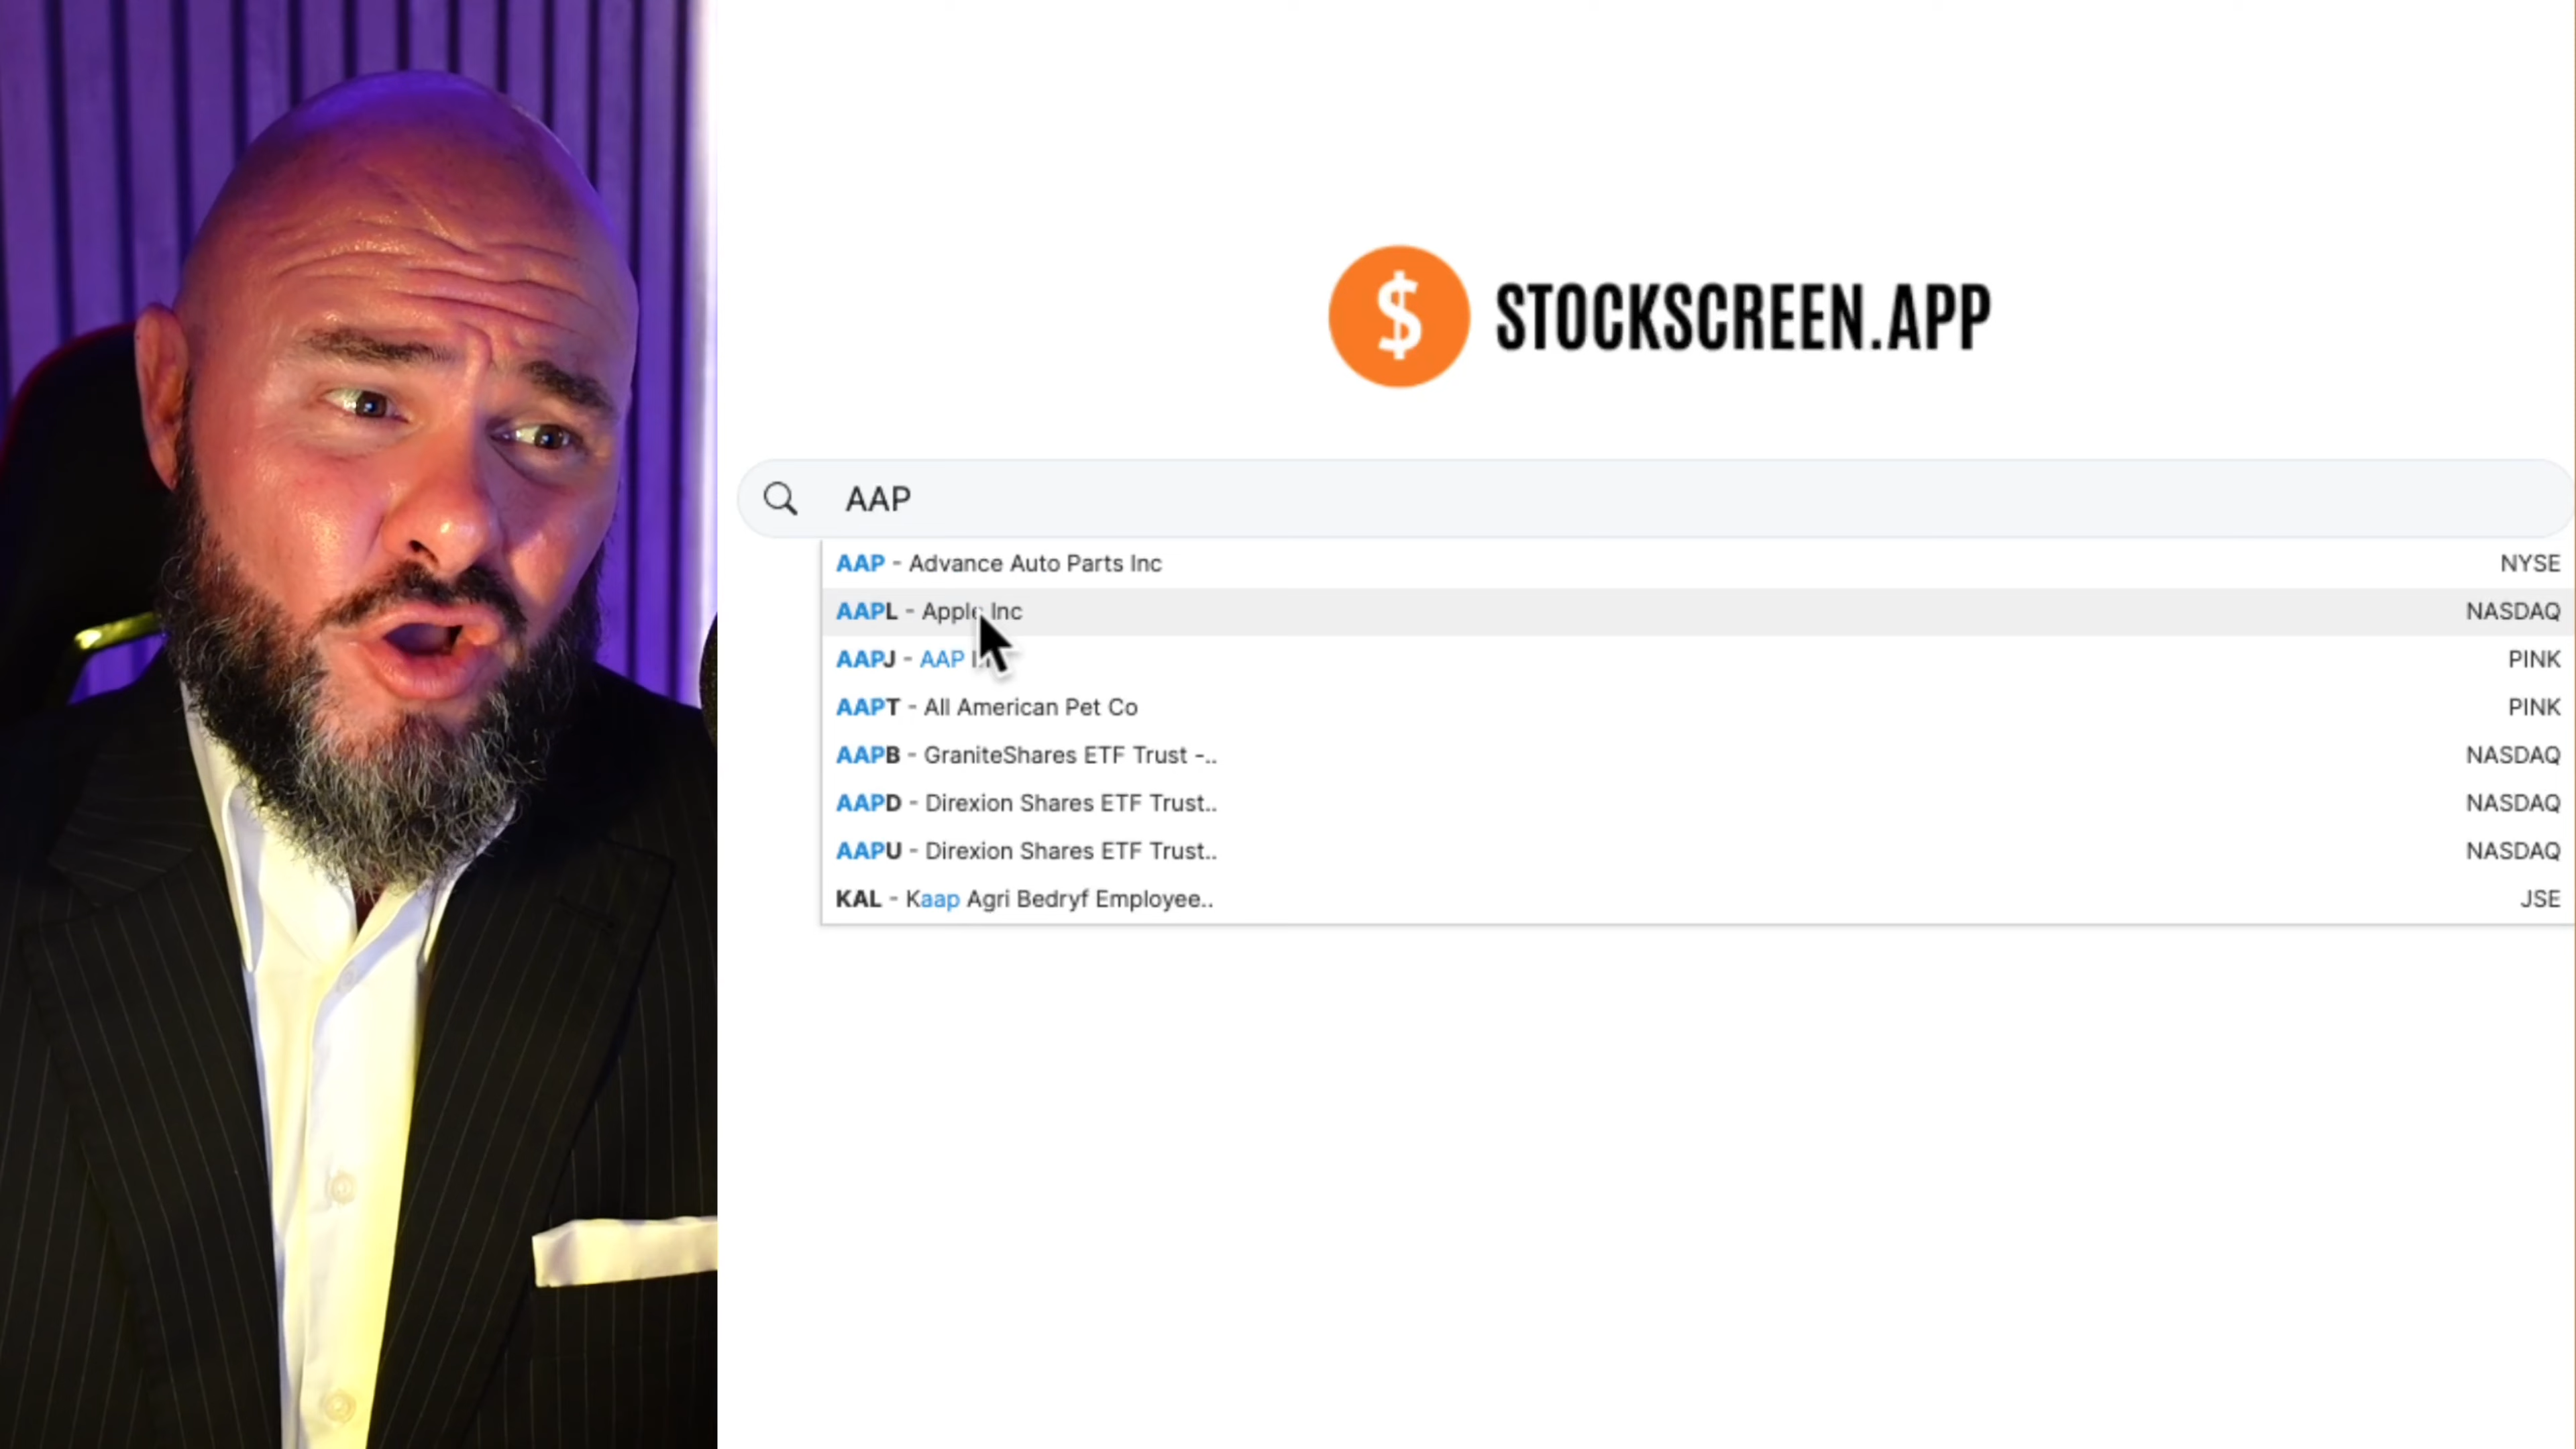 $ STOCKSCREEN.APP
AAP
AAP - Advance Auto Parts Inc NYSE
AAPL - Apple Inc NASDAQ
AAPJ - AAP PINK
AAPT - All American Pet Co PINK
AAPB - GraniteShares ETF Trust -.. NASDAQ
AAPD - Direxion Shares ETF Trust.. NASDAQ
AAPU - Direxion Shares ETF Trust.. NASDAQ
KAL - Kaap Agri Bedryf Employee.. JSE